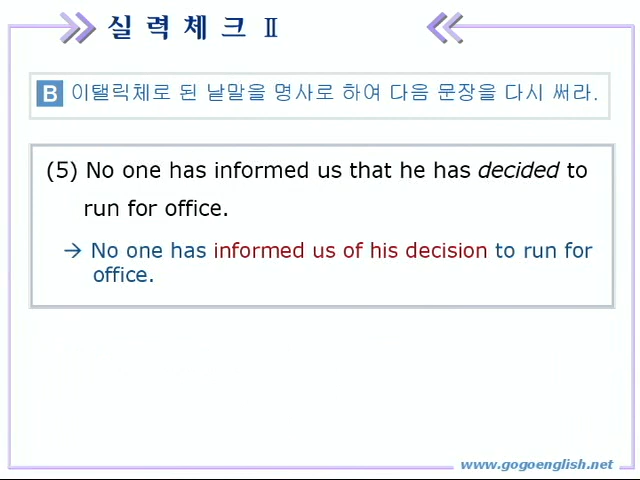 실 력 체 크 Ⅱ
B 이탤릭체로 된 낱말을 명사로 하여 다음 문장을 다시 써라.
(5) No one has informed us that he has decided to
run for office.
→ No one has informed us of his decision to run for
office.
www.gogoenglish.net